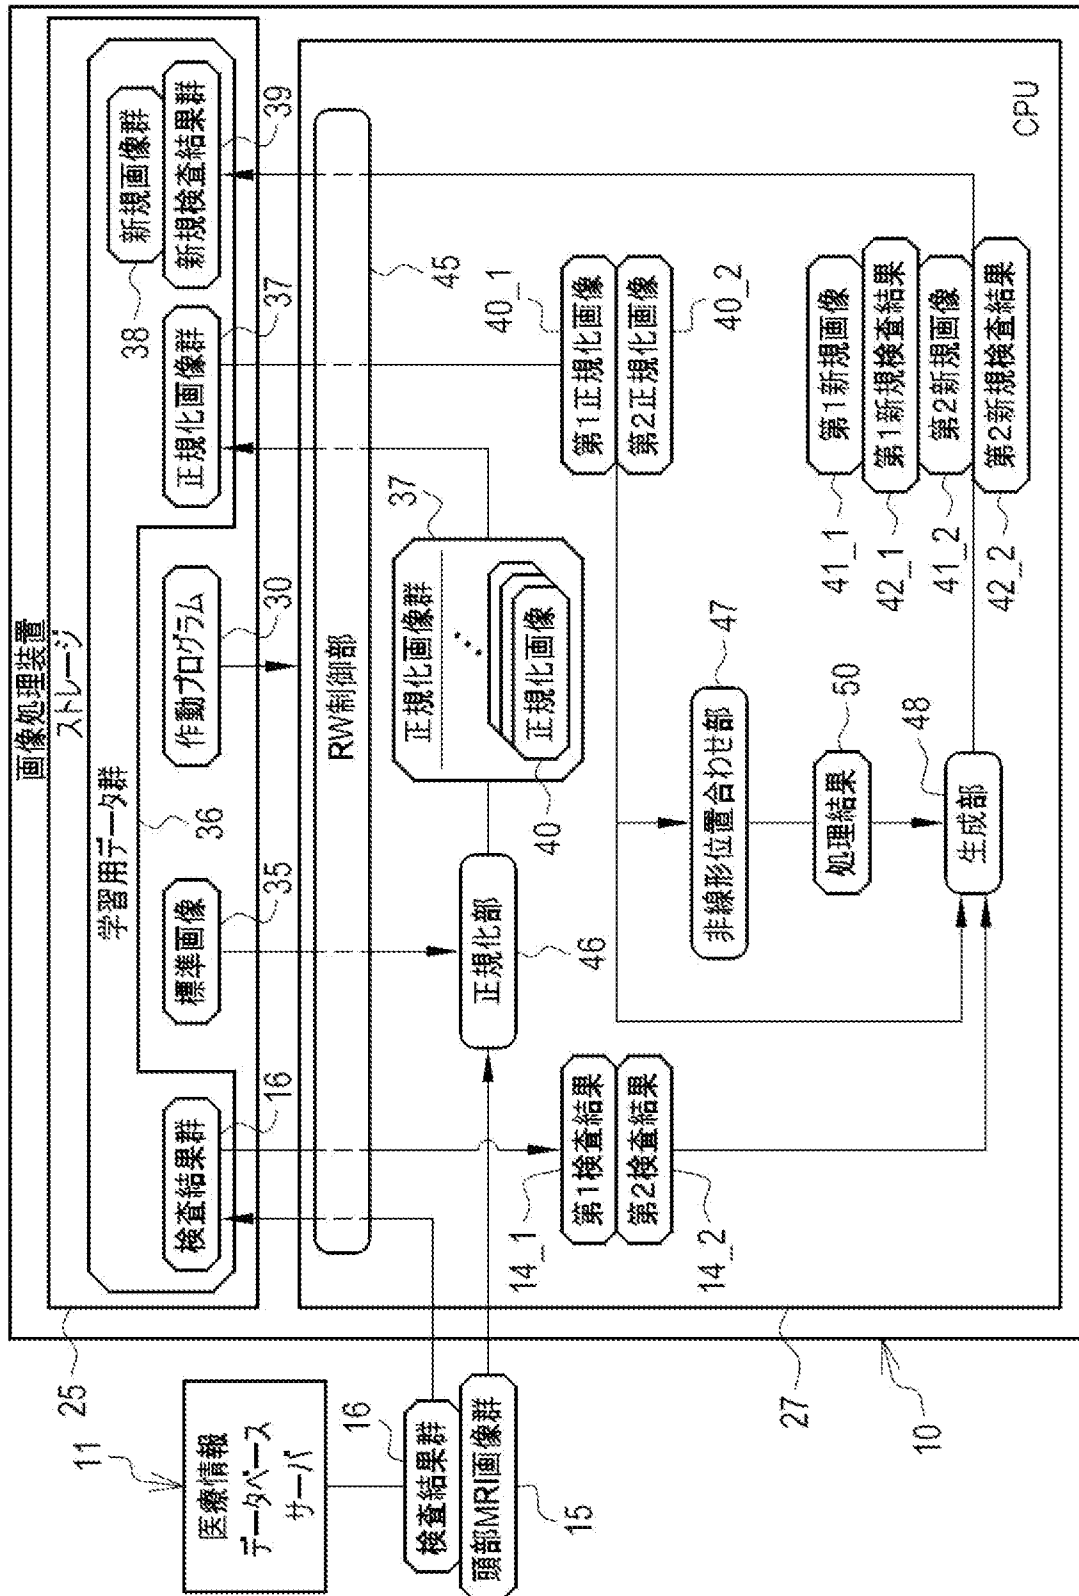 画像処理装置
ストレージ
25
学習用データ群
36
検査結果群
16
標準画像
35
作動プログラム
30
正規化画像群
37
新規画像群
38
新規検査結果群
39
医療情報
データベース
サーバ
11
検査結果群
16
頭部MRI画像群
15
RW制御部
45
正規化部
46
正規化画像群
37
正規化画像
40
第1検査結果
14_1
第2検査結果
14_2
第1正規化画像
40_1
第2正規化画像
40_2
非線形位置合わせ部
47
処理結果
50
生成部
48
第1新規画像
41_1
第1新規検査結果
42_1
第2新規画像
41_2
第2新規検査結果
42_2
CPU
27
10